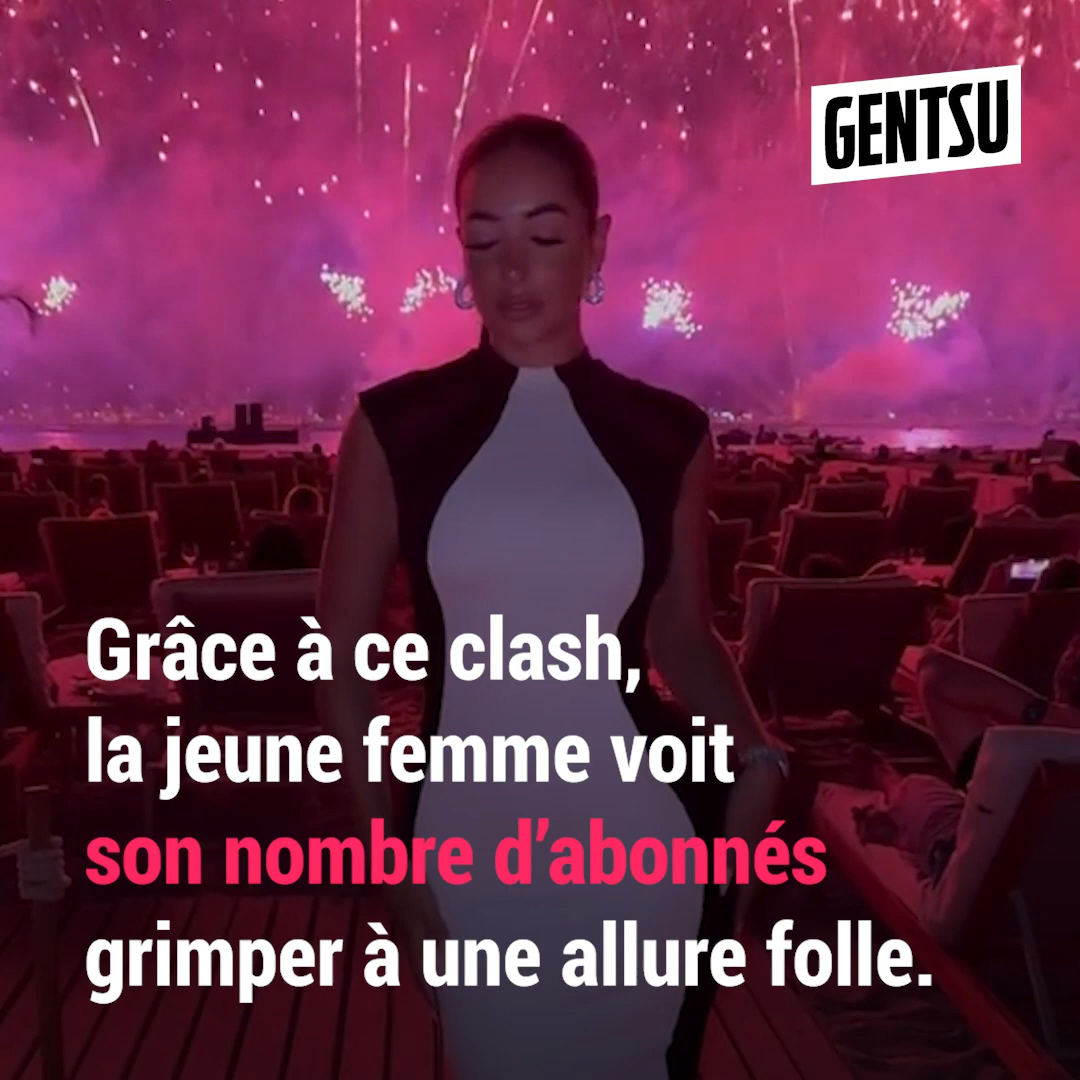 GENTSU
Grâce à ce clash,
la jeune femme voit
son nombre d'abonnés
grimper à une allure folle.